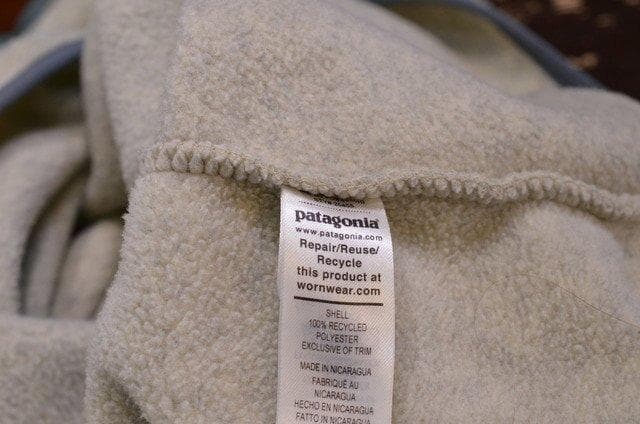 patagonia
www.patagonia.com
Repair/Reuse/
Recycle
this product at
wornwear.com
SHELL
100% RECYCLED
POLYESTER
EXCLUSIVE OF TRIM
MADE IN NICARAGUA
FABRIQUÉ AU
NICARAGUA
HECHO EN NICARAGUA
FATTO IN NICARAGUA